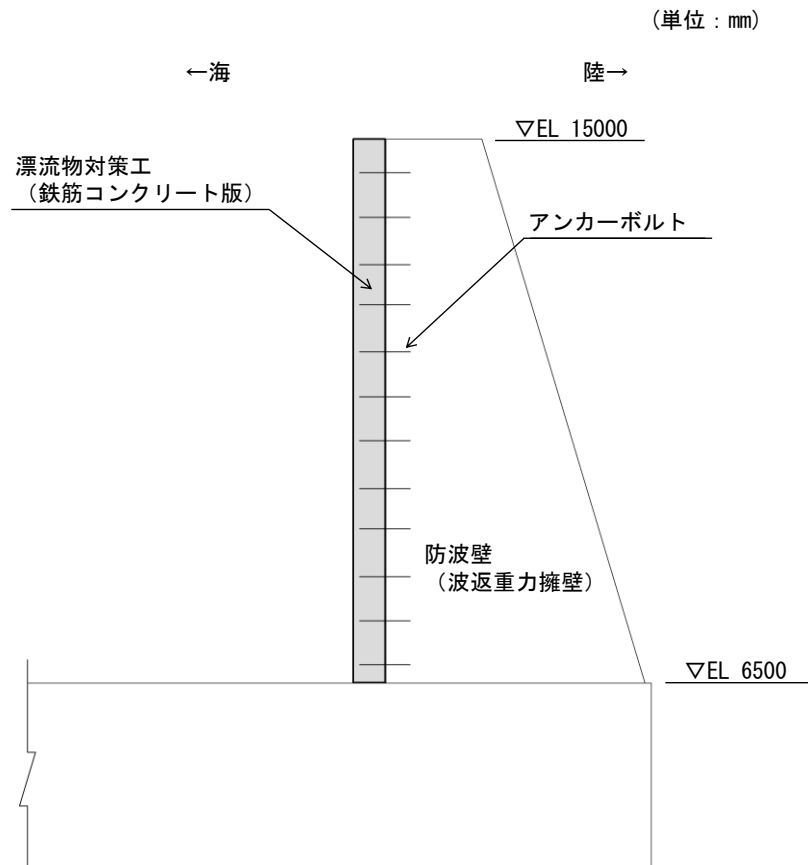 (単位:mm)
←海
陸→
▽EL 15000
漂流物対策工
(鉄筋コンクリート版)
アンカーボルト
防波壁
(波返重力擁壁)
▽EL 6500